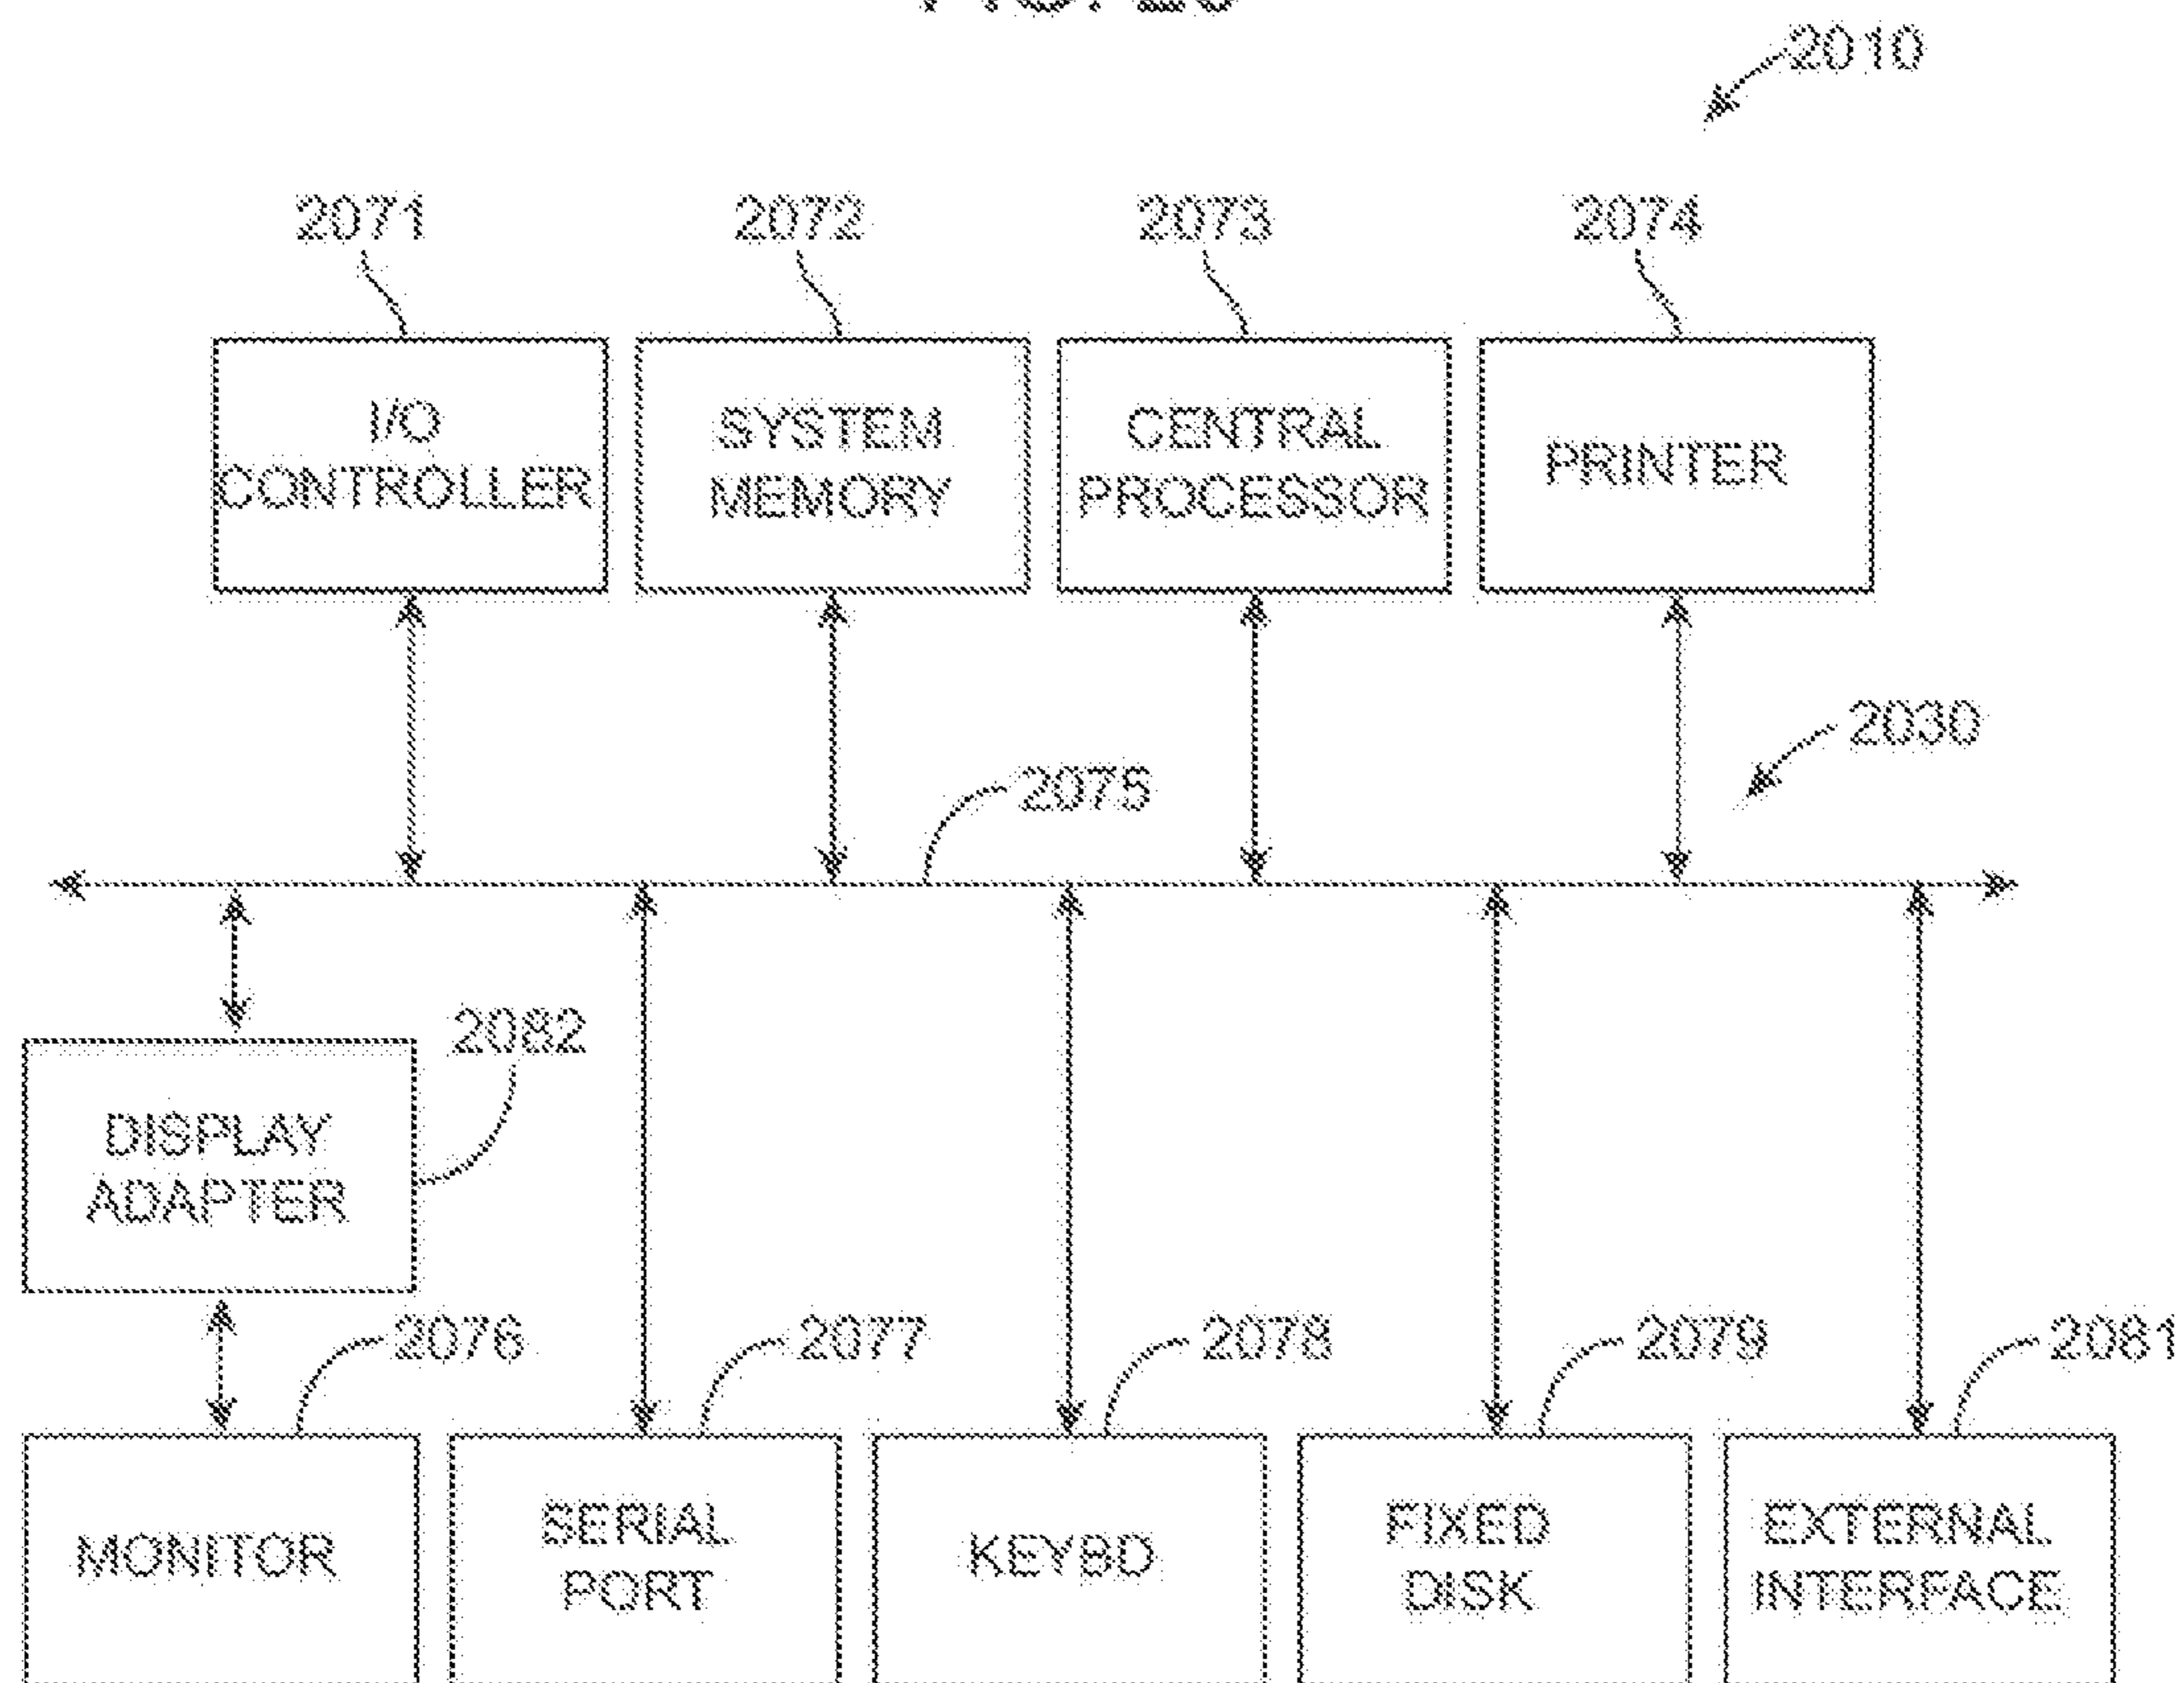 2010
2071
2072
2073
2074
I/O
CONTROLLER
SYSTEM
MEMORY
CENTRAL
PROCESSOR
PRINTER
2030
2075
2082
DISPLAY
ADAPTER
2076
2077
2078
2079
2081
MONITOR
SERIAL
PORT
KEYBD
FIXED
DISK
EXTERNAL
INTERFACE